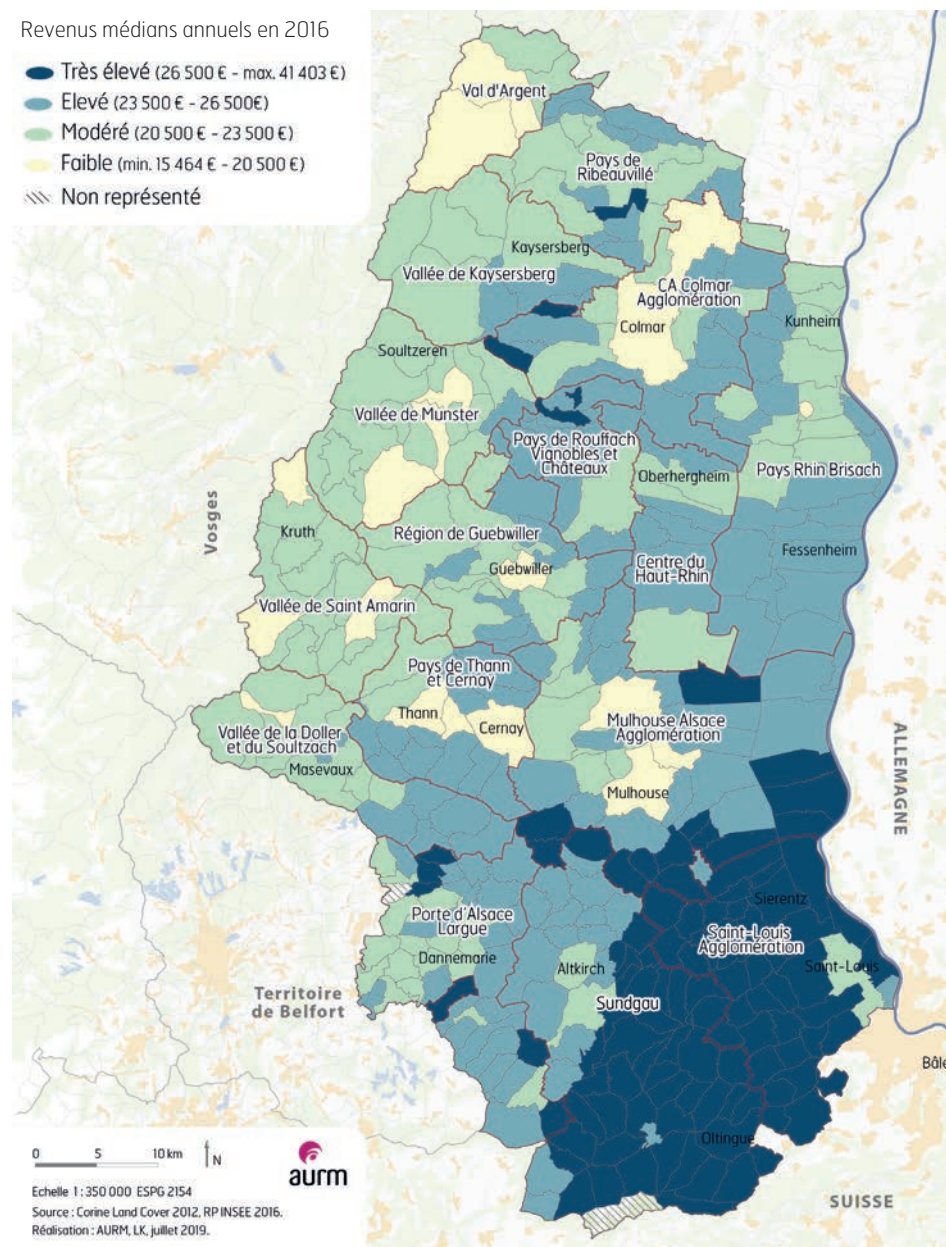 Revenus médians annuels en 2016
Très élevé (26 500 € - max. 41 403 €)
Elevé (23 500 € - 26 500€)
Modéré (20 500 € - 23 500 €)
Faible (min. 15 464 € - 20 500 €)
Non représenté
Val d'Argent
Pays de
Ribeauvillé
Kaysersberg
Vallée de Kaysersberg
CA Colmar
Agglomération
Colmar
Kunheim
Soultzeren
Vallée de Munster
Pays de Rouffach
Vignobles et
Châteaux
Oberhergheim
Pays Rhin Brisach
Vosges
Kruth
Région de Guebwiller
Guebwiller
Centre du
Haut-Rhin
Fessenheim
Vallée de Saint Amarin
Pays de Thann
et Cernay
Thann
Cernay
Mulhouse Alsace
Agglomération
Mulhouse
Vallée de la Doller
et du Soultzach
Masevaux
ALLEMAGNE
Sierentz
Saint-Louis
Agglomération
Saint-Louis
Porte d'Alsace
Largue
Dannemarie
Altkirch
Sundgau
Territoire
de Belfort
Bâle
Oltingue
SUISSE
0 5 10 km
N
aurm
Echelle 1 : 350 000 ESPG 2154
Source : Corine Land Cover 2012, RP INSEE 2016.
Réalisation : AURM, LK, juillet 2019.